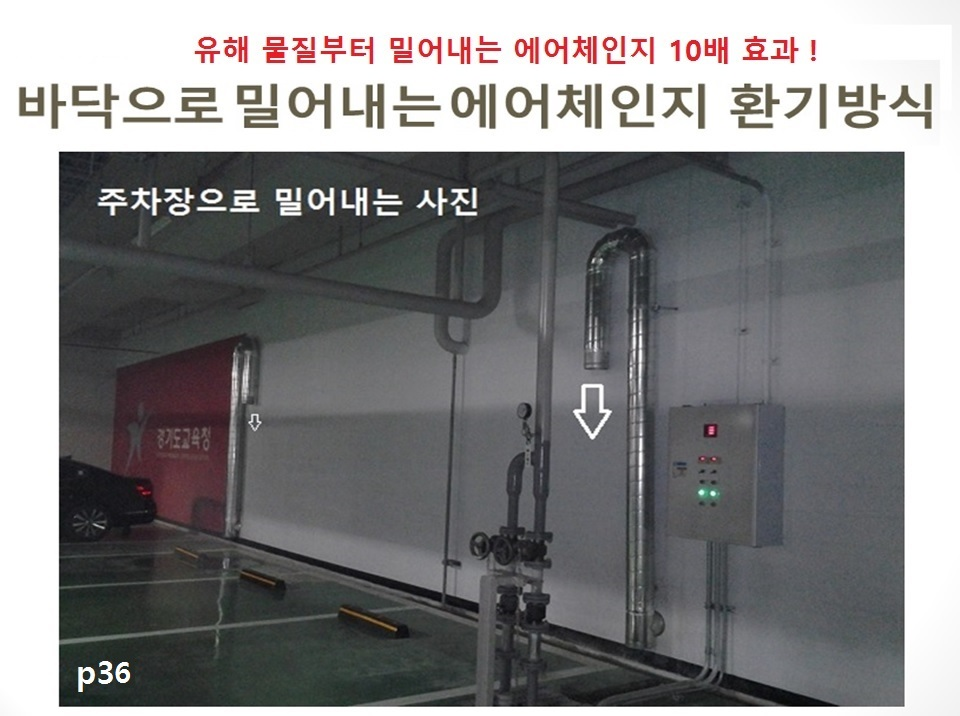 유해 물질부터 밀어내는 에어체인지 10배 효과 !
바닥으로 밀어내는 에어체인지 환기방식
주차장으로 밀어내는 사진
경기도교육청
p36